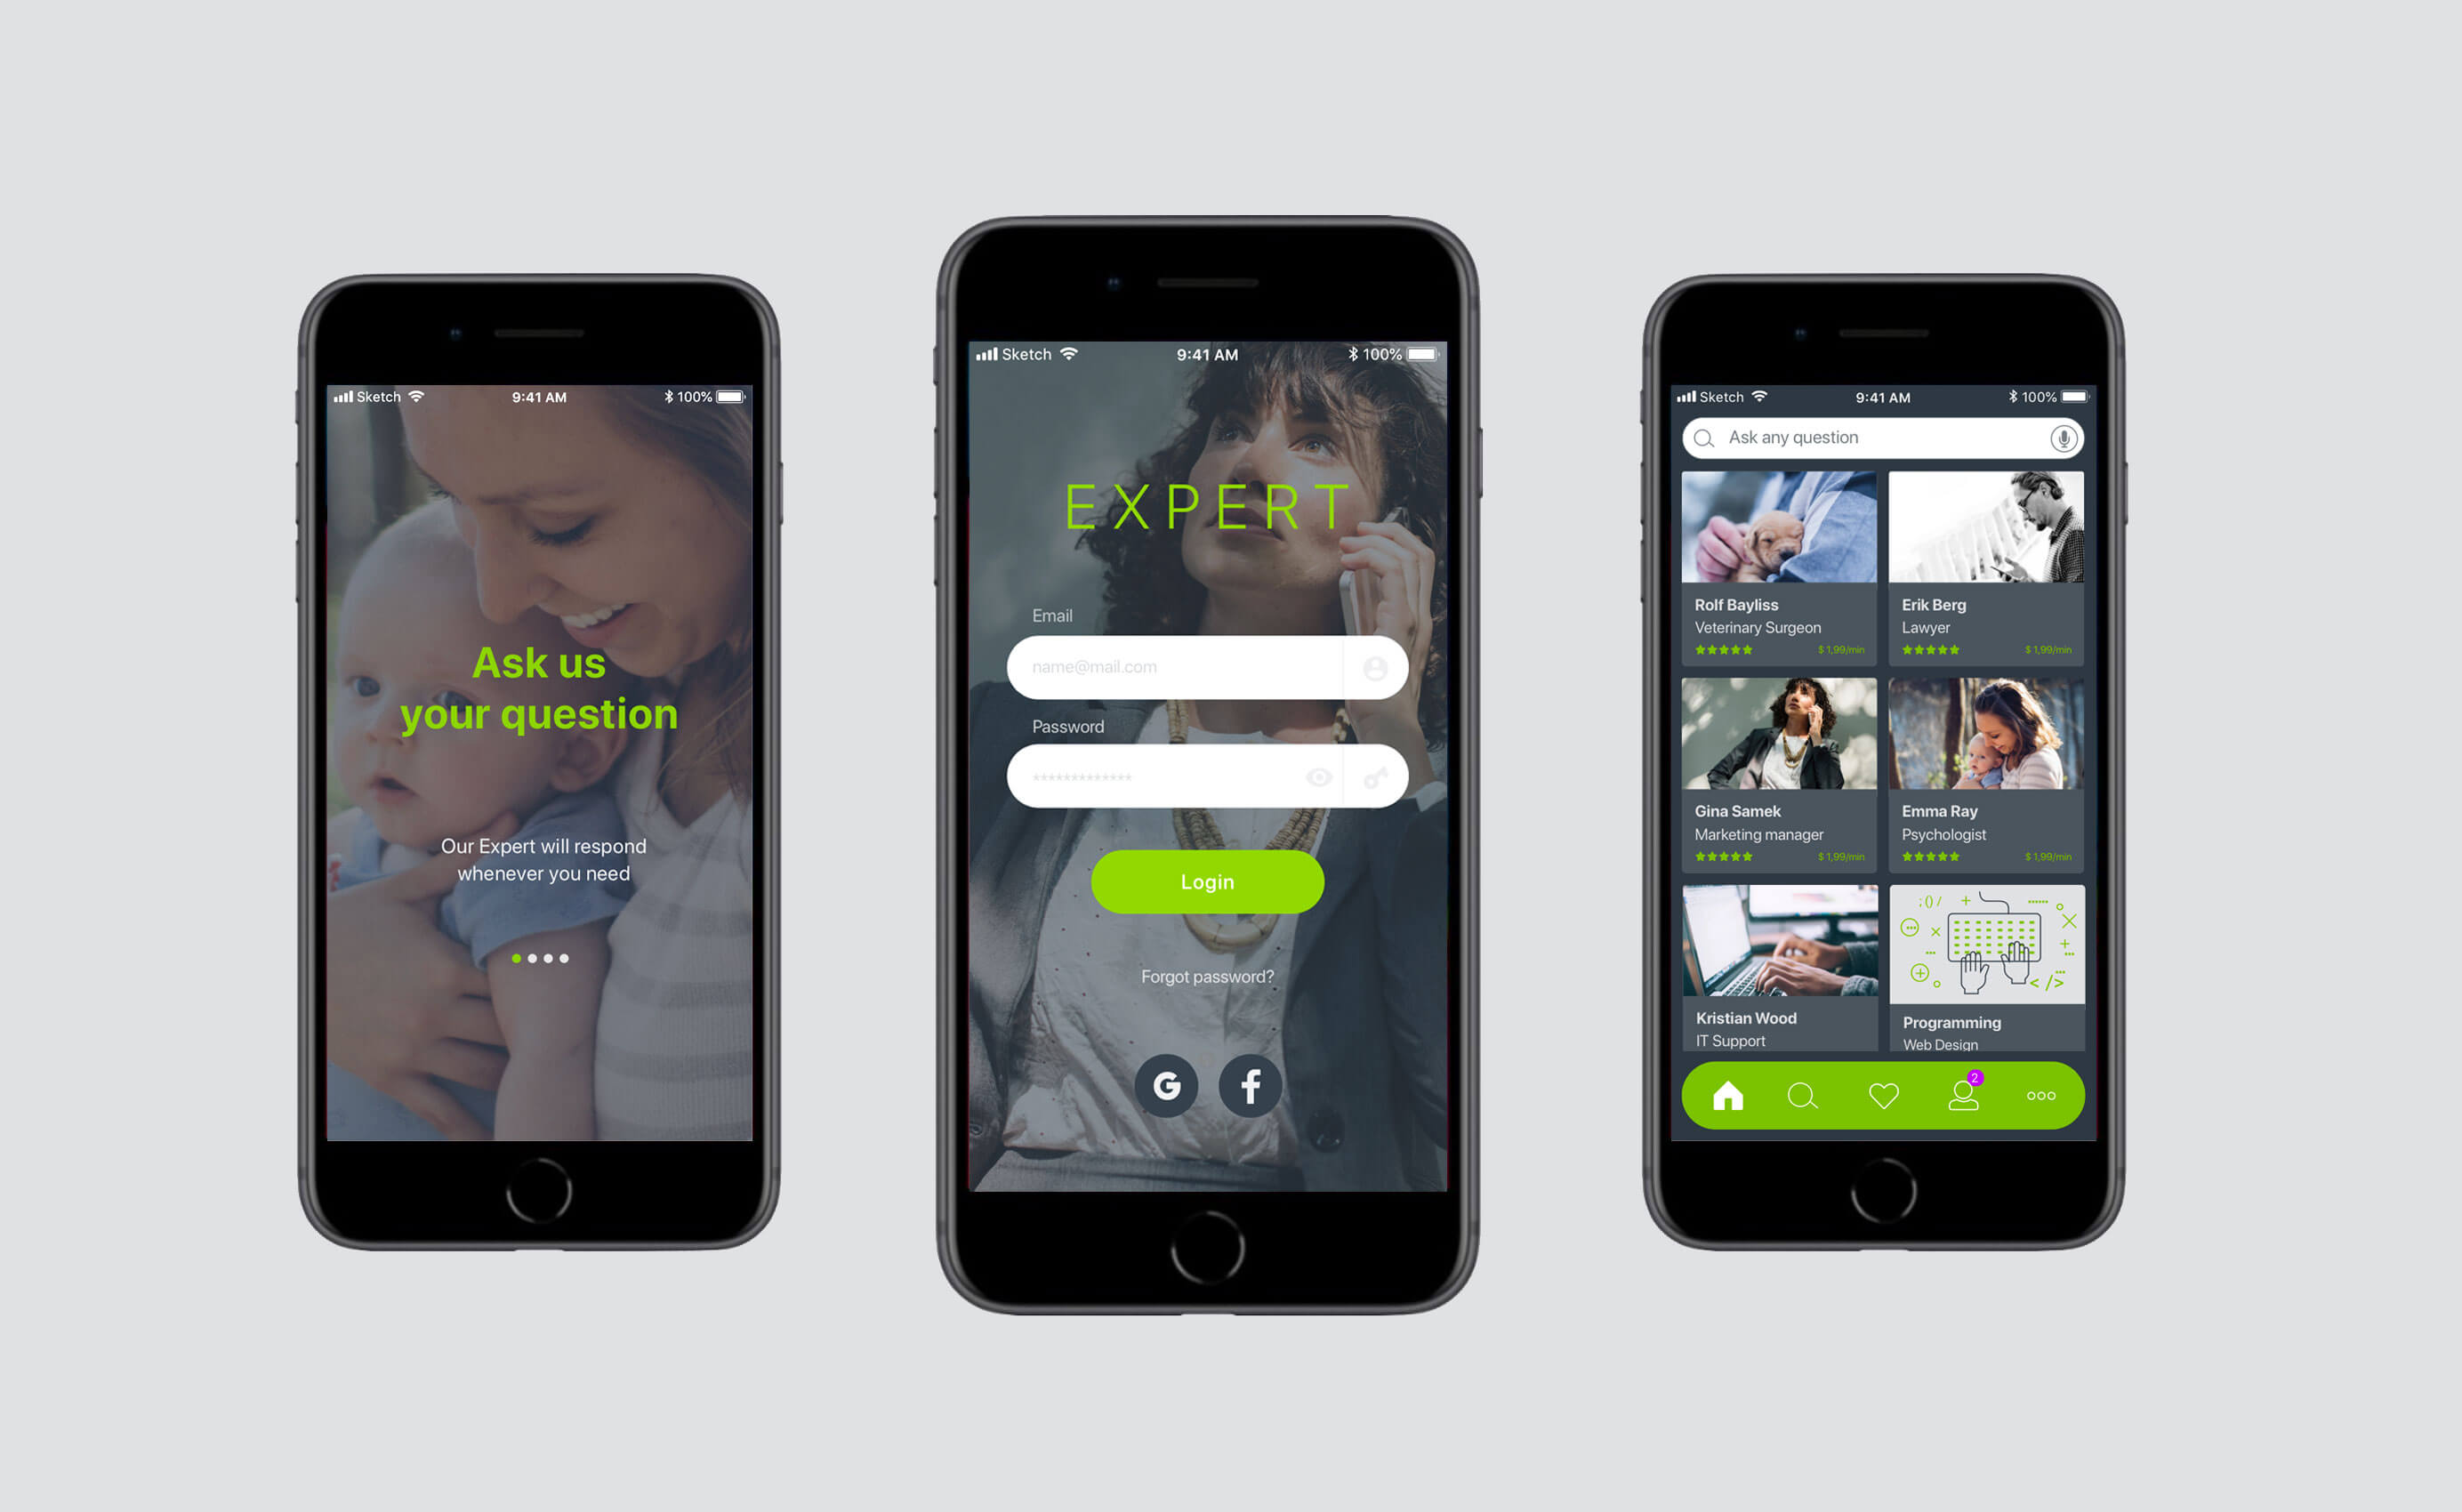 Sketch 9:41 AM 100%
Ask us
your question
Our Expert will respond
whenever you need
Sketch 9:41 AM 100%
EXPERT
Email
name@mail.com
Password
*************
Login
Forgot password?
G f
Sketch 9:41 AM 100%
Ask any question
Rolf Bayliss
Veterinary Surgeon
$ 1,99/min
Erik Berg
Lawyer
$ 1,99/min
Gina Samek
Marketing manager
$ 1,99/min
Emma Ray
Psychologist
$ 1,99/min
Kristian Wood
IT Support
;()/
</>
Programming
Web Design
2